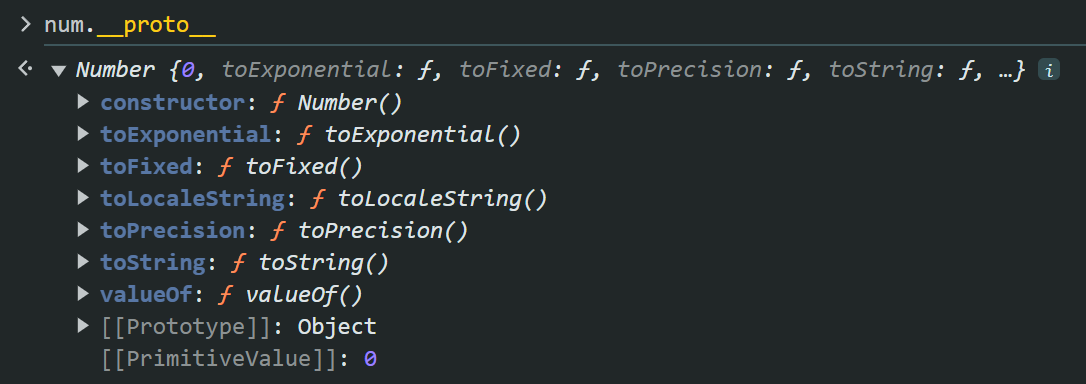 > num.__proto__
Number {0, toExponential: ƒ, toFixed: ƒ, toPrecision: ƒ, toString: ƒ, …} i
constructor: ƒ Number()
toExponential: ƒ toExponential()
toFixed: ƒ toFixed()
toLocaleString: ƒ toLocaleString()
toPrecision: ƒ toPrecision()
toString: ƒ toString()
valueOf: ƒ valueOf()
[[Prototype]]: Object
[[PrimitiveValue]]: 0